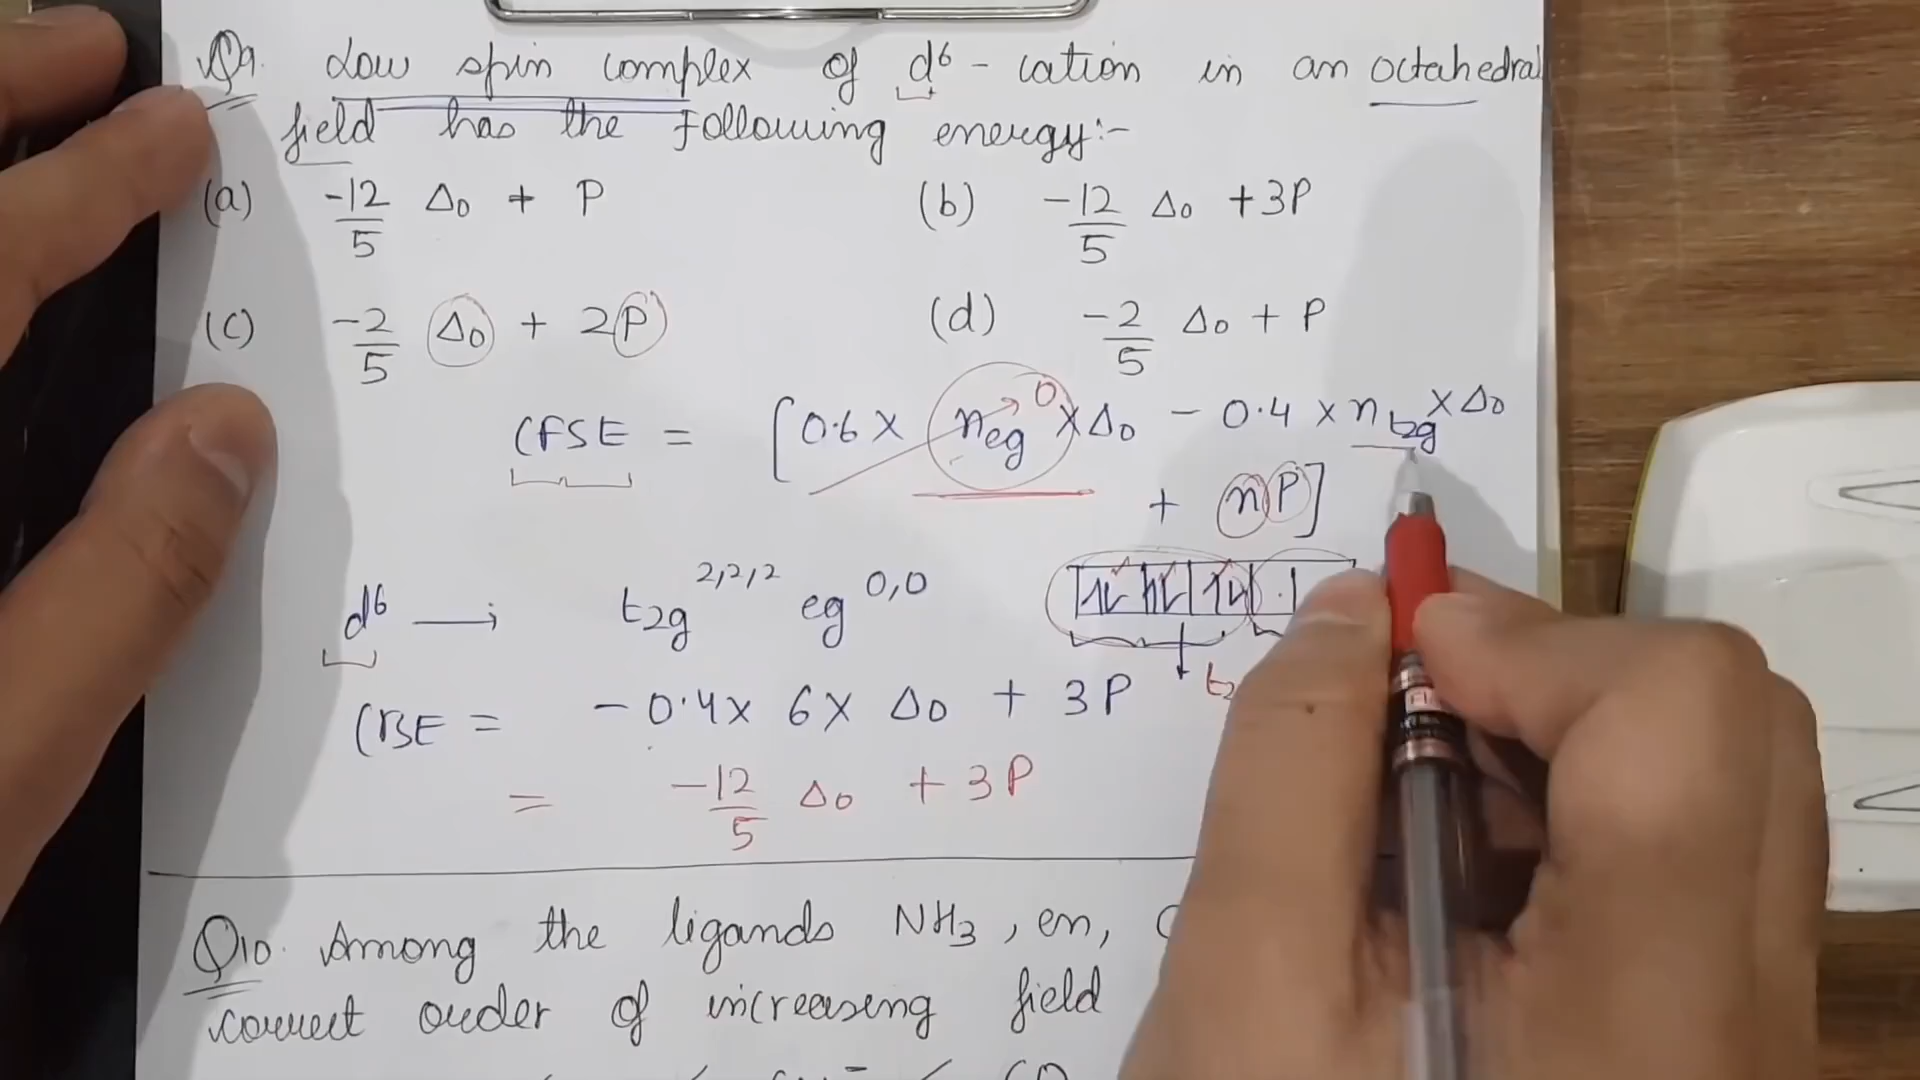 Q9. Low spin complex of d⁶ - cation in an octahedral
field has the following energy:-
(a) -12/5 Δ₀ + P (b) -12/5 Δ₀ + 3P
(c) -2/5 Δ₀ + 2P (d) -2/5 Δ₀ + P
CFSE = [0.6 × n eg → 0 × Δ₀ - 0.4 × n t₂g × Δ₀
+ nP]
d⁶ → t₂g 2,2,2 eg 0,0
CFSE = - 0.4 × 6 × Δ₀ + 3P
= -12/5 Δ₀ + 3P
Q10. Among the ligands NH₃, en,
correct order of increasing field